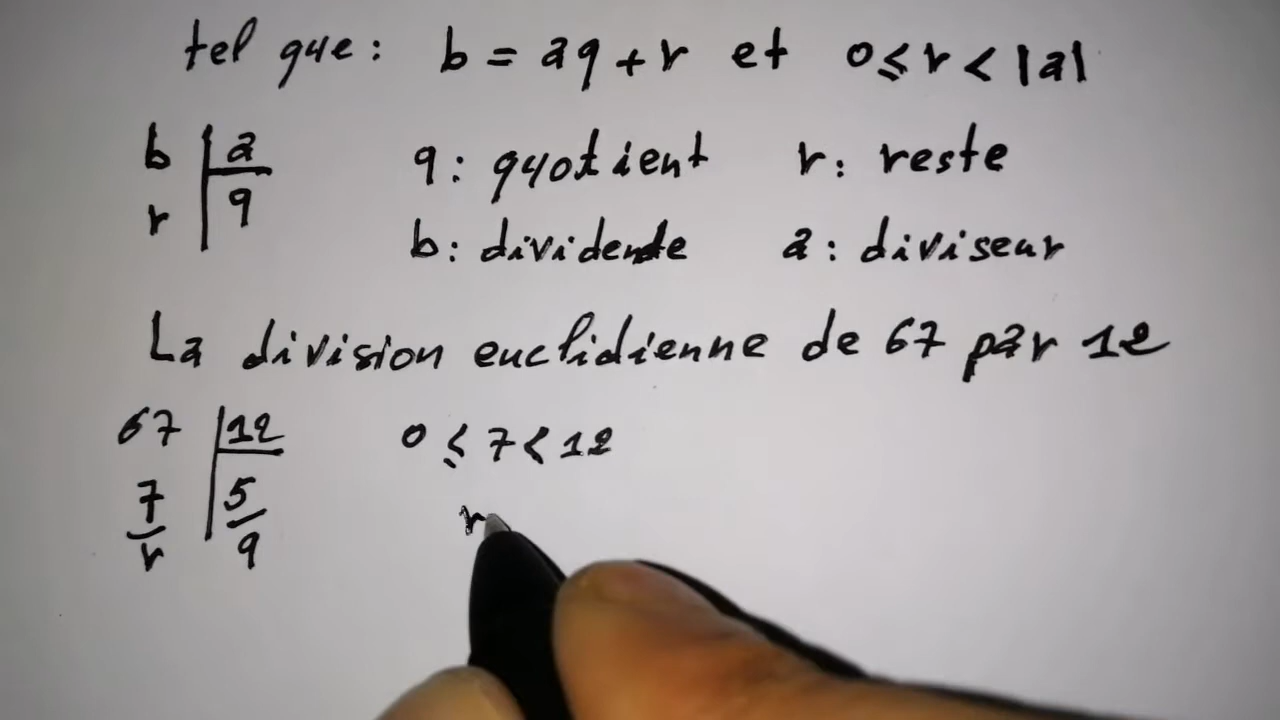 tel que: b = aq + r et 0 ≤ r < |a|
b | a q: quotient r: reste
r | q
b: dividende a: diviseur
La division euclidienne de 67 par 12
67 | 12 0 ≤ 7 < 12
7 | 5
r q r